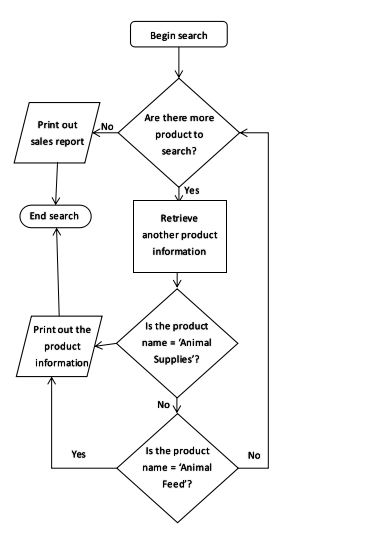 Begin search
Are there more
product to
search?
No
Print out
sales report
Yes
End search
Retrieve
another product
information
Print out the
product
information
Is the product
name = ‘Animal
Supplies’?
No
Yes
Is the product
name = ‘Animal
Feed’?
No